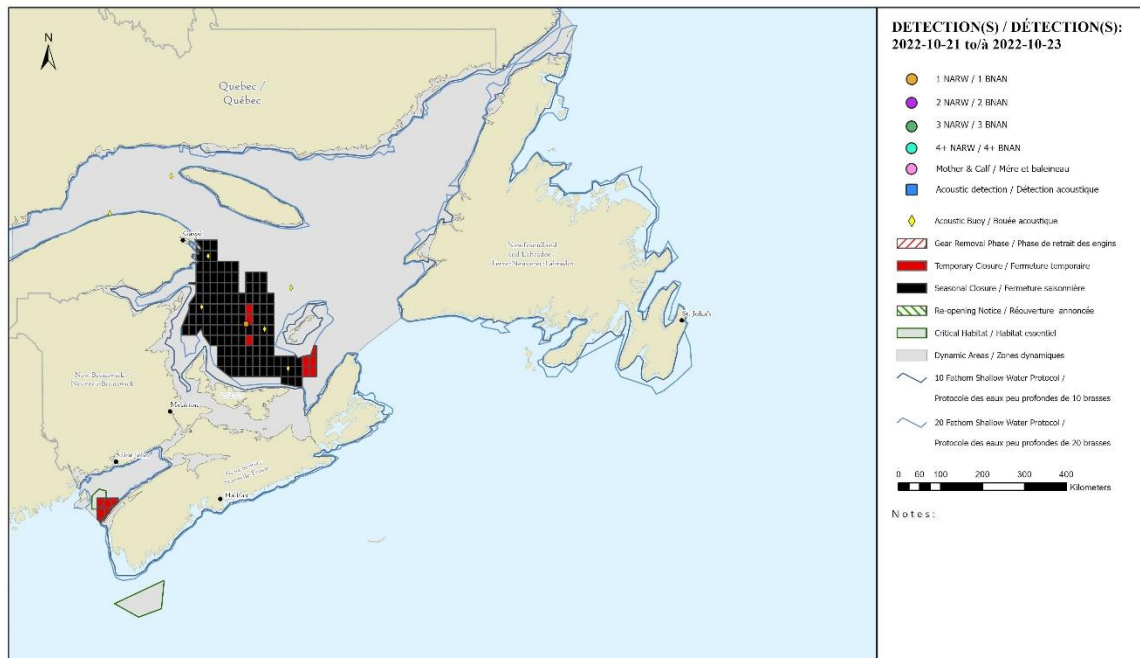 N
Quebec /
Québec
Gaspé
Newfoundland
and Labrador /
Terre-Neuve-et-Labrador
St. John's
New Brunswick /
Nouveau-Brunswick
Moncton
Saint John
Nova Scotia /
Nouvelle-Écosse
Halifax
DETECTION(S) / DÉTECTION(S):
2022-10-21 to/à 2022-10-23
1 NARW / 1 BNAN
2 NARW / 2 BNAN
3 NARW / 3 BNAN
4+ NARW / 4+ BNAN
Mother & Calf / Mére et baleineau
Acoustic detection / Détection acoustique
Acoustic Buoy / Bouée acoustique
Gear Removal Phase / Phase de retrait des engins
Temporary Closure / Fermeture temporaire
Seasonal Closure / Fermeture saisonnière
Re-opening Notice / Réouverture annoncée
Critical Habitat / Habitat essentiel
Dynamic Areas / Zones dynamiques
10 Fathom Shallow Water Protocol /
Protocole des eaux peu profondes de 10 brasses
20 Fathom Shallow Water Protocol /
Protocole des eaux peu profondes de 20 brasses
0 60 100 200 300 400
Kilometers
Notes: